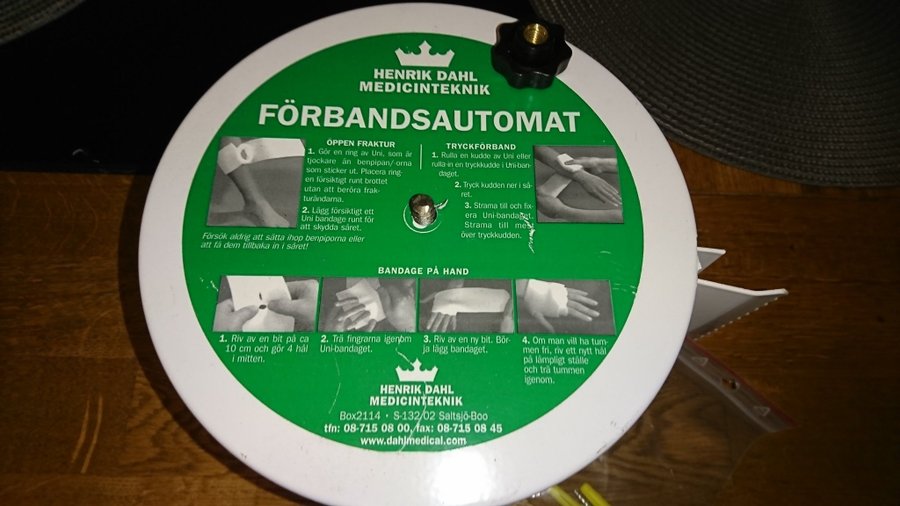 HENRIK DAHL
MEDICINTEKNIK
FÖRBANDSAUTOMAT
ÖPPEN FRAKTUR
1. Gör en ring av Uni, som är
tjockare än benpipan/orna
som sticker ut. Placera ring-
en försiktigt runt brottet
utan att beröra frak-
turändarna.
2. Lägg försiktigt ett
Uni bandage runt för
att skydda såret.
Försök aldrig att sätta ihop benpiporna eller
att få dem tillbaka in i såret!
TRYCKFÖRBAND
1. Rulla en kudde av Uni eller
rulla in en tryckkudde i Uni-ban-
daget.
2. Tryck kudden ner i så-
ret.
3. Strama till och fix-
era Uni-bandaget.
Strama till mest
över tryckkudden.
BANDAGE PÅ HAND
1. Riv av en bit på ca
10 cm och gör 4 hål
i mitten.
2. Trä fingrarna igenom
Uni-bandaget.
3. Riv av en ny bit. Bör-
ja lägg bandaget.
4. Om man vill ha tum-
men fri, riv ett nytt hål
på lämpligt ställe
och trä tummen
igenom.
HENRIK DAHL
MEDICINTEKNIK
Box2114 • S-132 02 Saltsjö-Boo
tfn: 08-715 08 00, fax: 08-715 08 45
www.dahlmedical.com